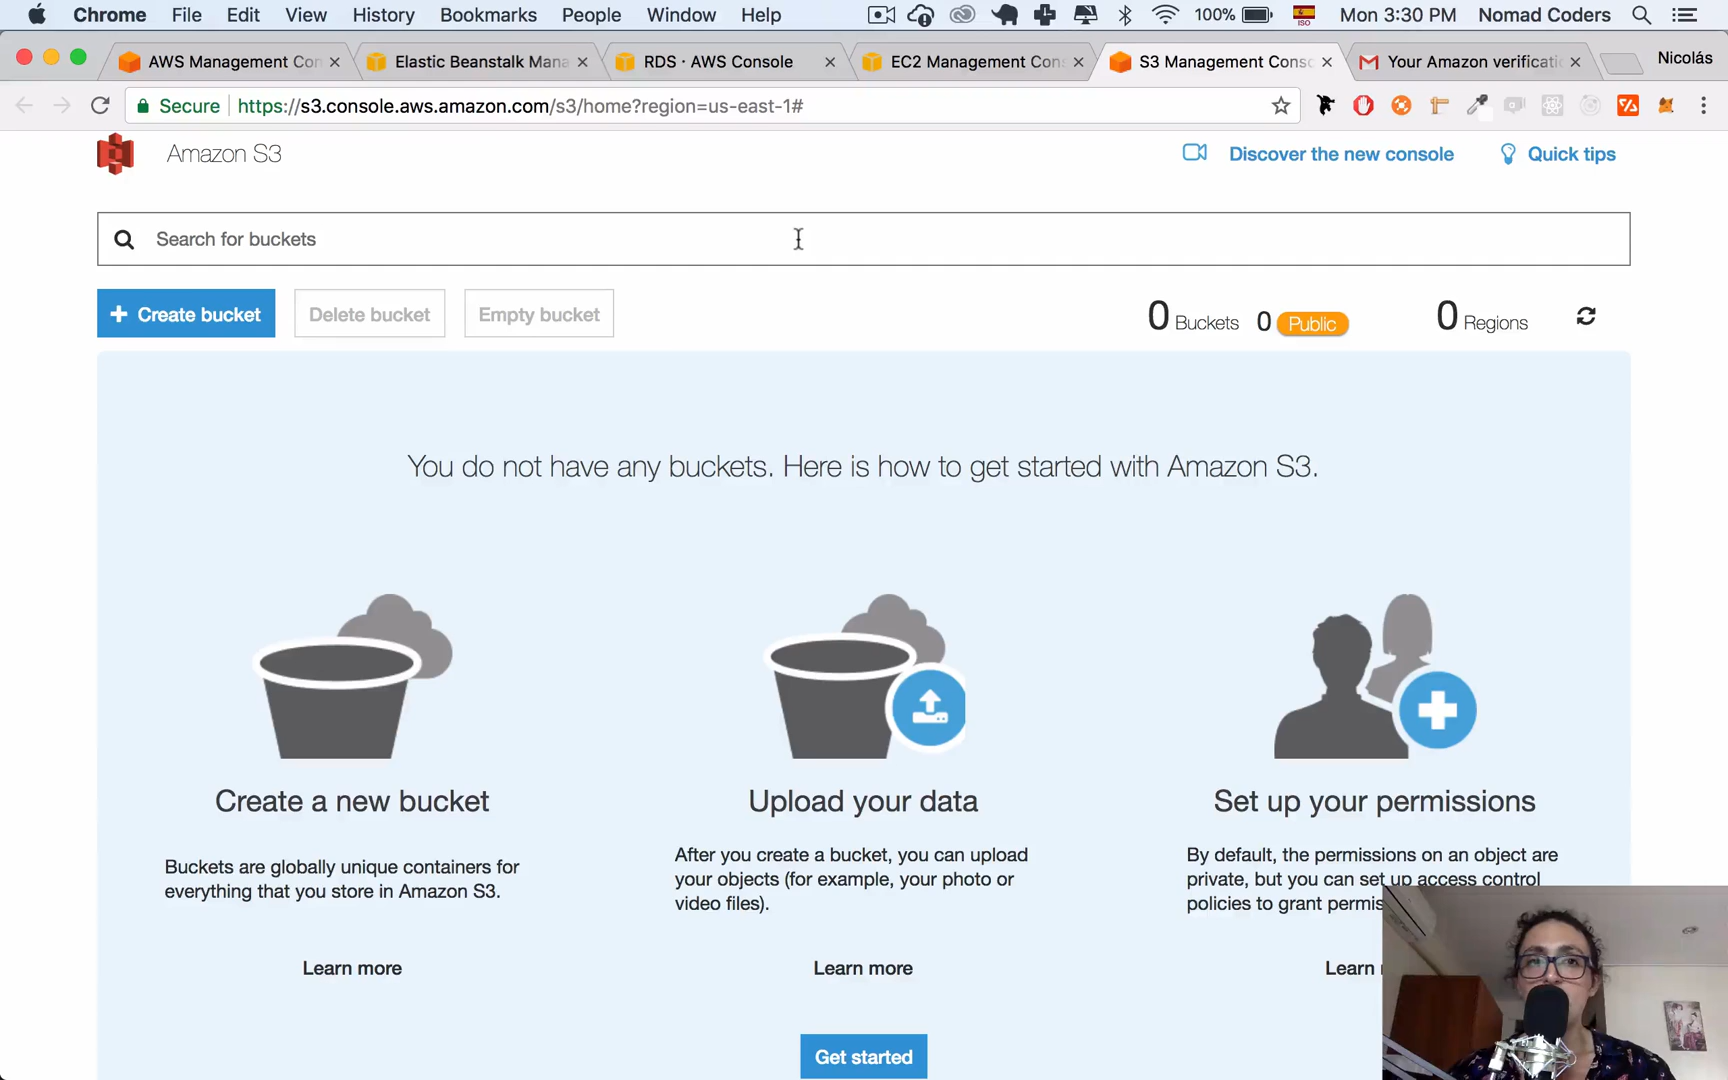 Chrome File Edit View History Bookmarks People Window Help 100% ISO Mon 3:30 PM Nomad Coders
AWS Management Con
Elastic Beanstalk Mana
RDS · AWS Console
EC2 Management Cons
S3 Management Conso
Your Amazon verificati
Nicolás
Secure https://s3.console.aws.amazon.com/s3/home?region=us-east-1#
Amazon S3
Discover the new console
Quick tips
Search for buckets
Create bucket
Delete bucket
Empty bucket
0 Buckets 0 Public 0 Regions
You do not have any buckets. Here is how to get started with Amazon S3.
Create a new bucket
Buckets are globally unique containers for
everything that you store in Amazon S3.
Learn more
Upload your data
After you create a bucket, you can upload
your objects (for example, your photo or
video files).
Learn more
Set up your permissions
By default, the permissions on an object are
private, but you can set up access control
policies to grant permis
Learn
Get started